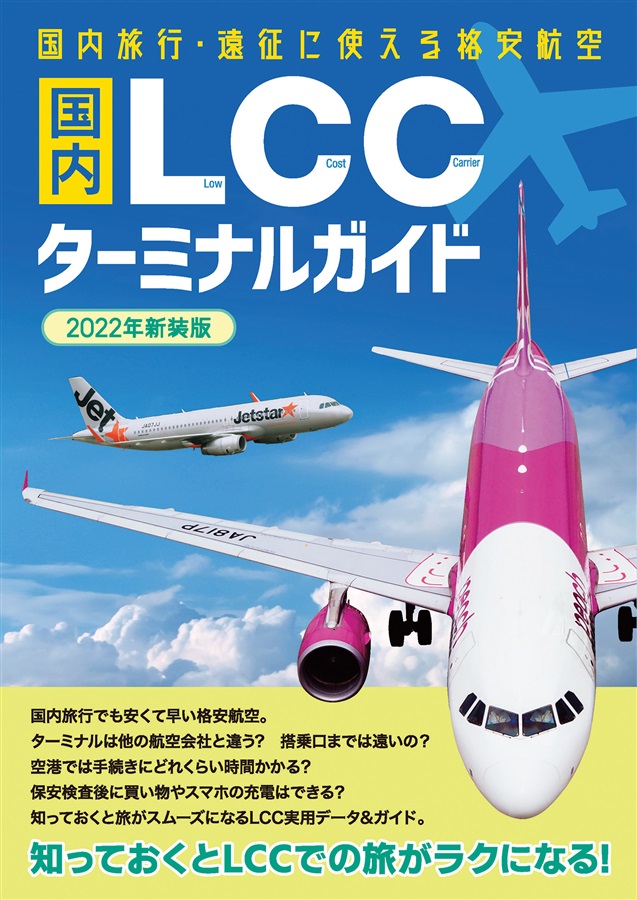 国内旅行・遠征に使える格安航空
国内
LCC
Low Cost Carrier
ターミナルガイド
2022年新装版
Jet
JA07JJ
Jetstar
JA817P
peach
peach
国内旅行でも安くて早い格安航空。
ターミナルは他の航空会社と違う？ 搭乗口までは遠いの？
空港では手続きにどれくらい時間かかる？
保安検査後に買い物やスマホの充電はできる？
知っておくと旅がスムーズになるLCC実用データ&ガイド。
知っておくとLCCでの旅がラクになる！